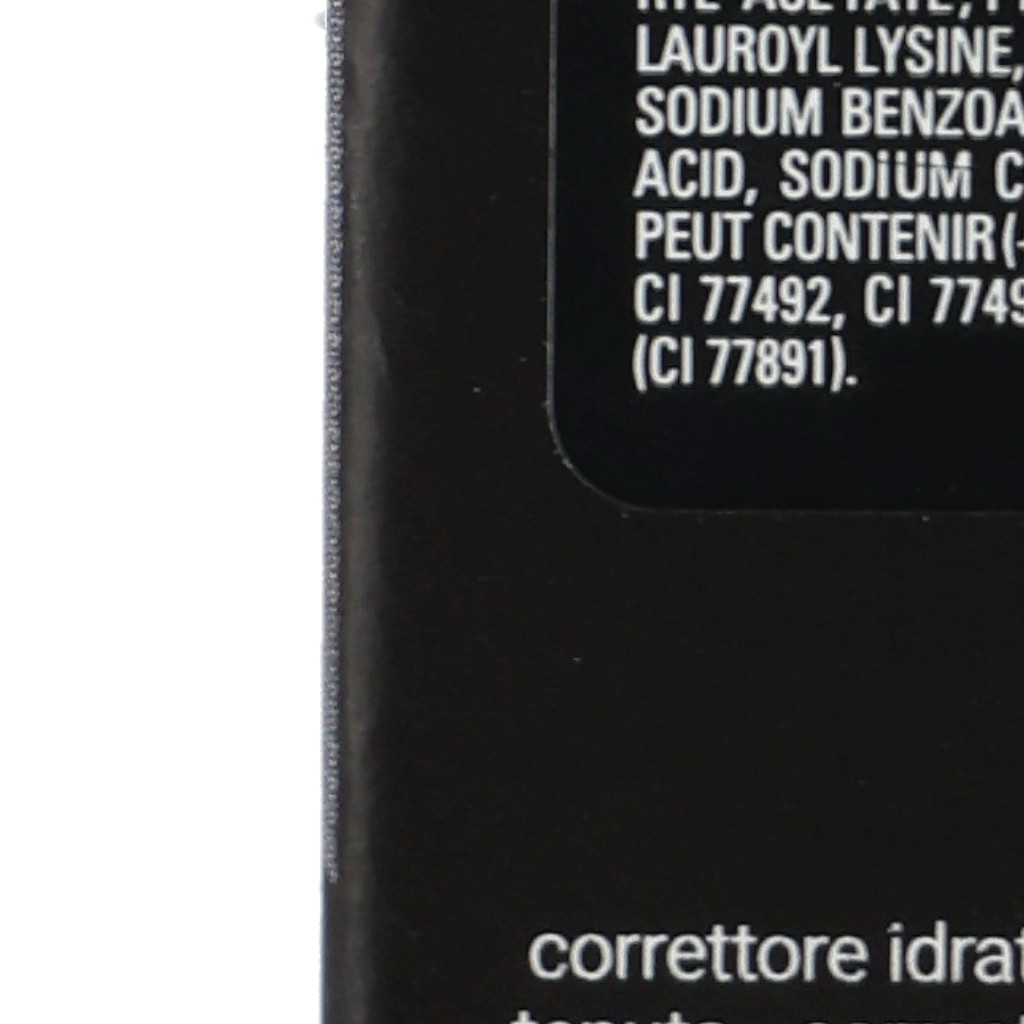 LAUROYL LYSINE,
SODIUM BENZOA
ACID, SODIUM C
PEUT CONTENIR (-
CI 77492, CI 7749
(CI 77891).
correttore idrat